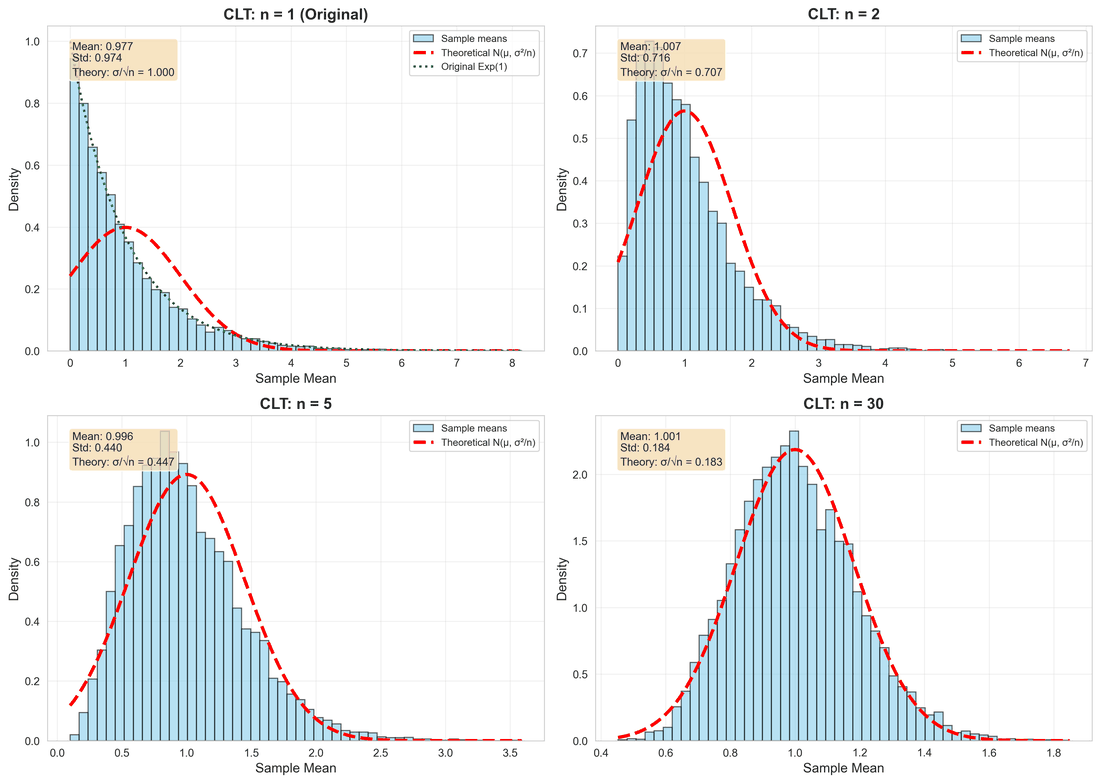 CLT: n = 1 (Original)
Mean: 0.977
Std: 0.974
Theory: σ/√n = 1.000
Sample means
Theoretical N(μ, σ²/n)
Original Exp(1)
Density
1.0
0.8
0.6
0.4
0.2
0.0
0 1 2 3 4 5 6 7 8
Sample Mean
CLT: n = 2
Mean: 1.007
Std: 0.716
Theory: σ/√n = 0.707
Sample means
Theoretical N(μ, σ²/n)
Density
0.7
0.6
0.5
0.4
0.3
0.2
0.1
0.0
0 1 2 3 4 5 6 7
Sample Mean
CLT: n = 5
Mean: 0.996
Std: 0.440
Theory: σ/√n = 0.447
Sample means
Theoretical N(μ, σ²/n)
Density
1.0
0.8
0.6
0.4
0.2
0.0
0.0 0.5 1.0 1.5 2.0 2.5 3.0 3.5
Sample Mean
CLT: n = 30
Mean: 1.001
Std: 0.184
Theory: σ/√n = 0.183
Sample means
Theoretical N(μ, σ²/n)
Density
2.0
1.5
1.0
0.5
0.0
0.4 0.6 0.8 1.0 1.2 1.4 1.6 1.8
Sample Mean